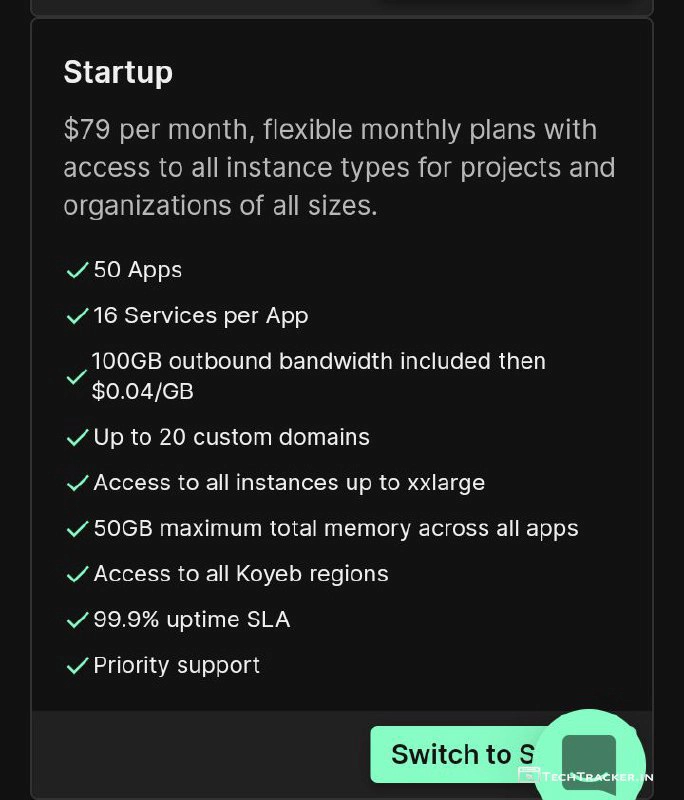 Startup
$79 per month, flexible monthly plans with
access to all instance types for projects and
organizations of all sizes.
50 Apps
16 Services per App
100GB outbound bandwidth included then
$0.04/GB
Up to 20 custom domains
Access to all instances up to xxlarge
50GB maximum total memory across all apps
Access to all Koyeb regions
99.9% uptime SLA
Priority support
Switch to S
TECHTRACKER.IN